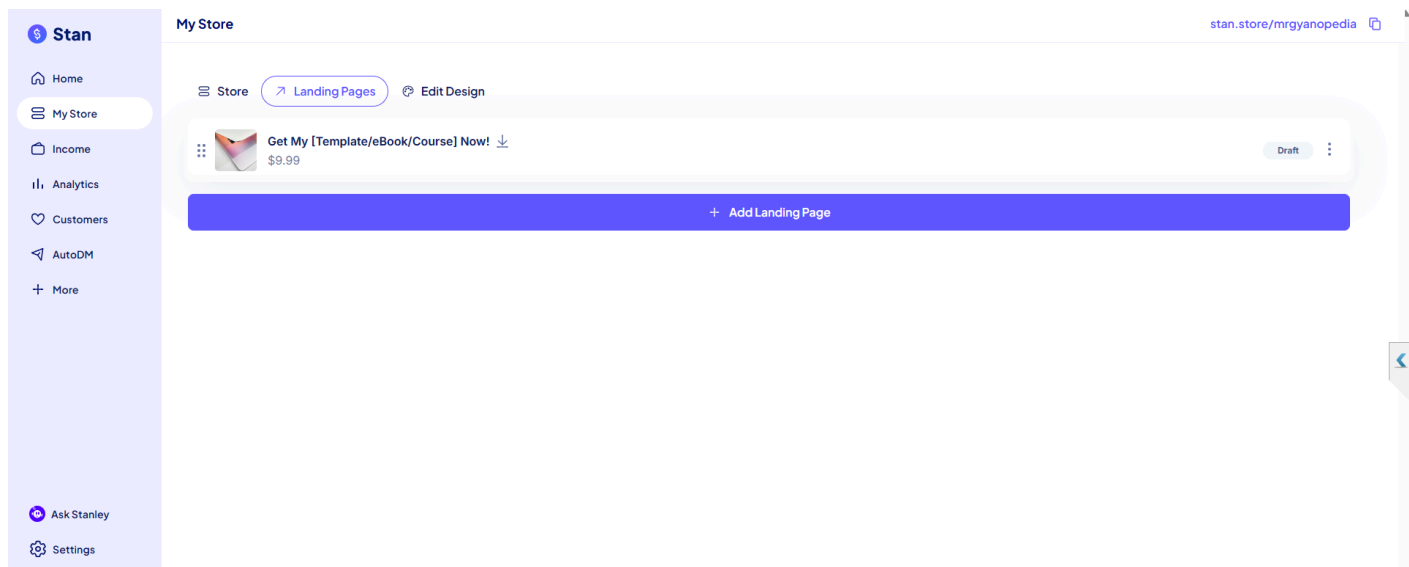 Stan
My Store
stan.store/mrgyanopedia
Home
My Store
Income
Analytics
Customers
AutoDM
More
Ask Stanley
Settings
Store
Landing Pages
Edit Design
Get My [Template/eBook/Course] Now!
$9.99
Draft
+ Add Landing Page